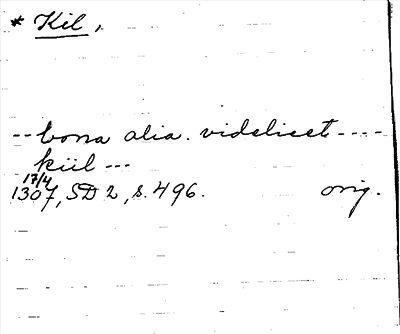 * Kil,
-- bona alia. videlicet ----
kiil ---
17/4
1307, SD 2, s. 496. orig.